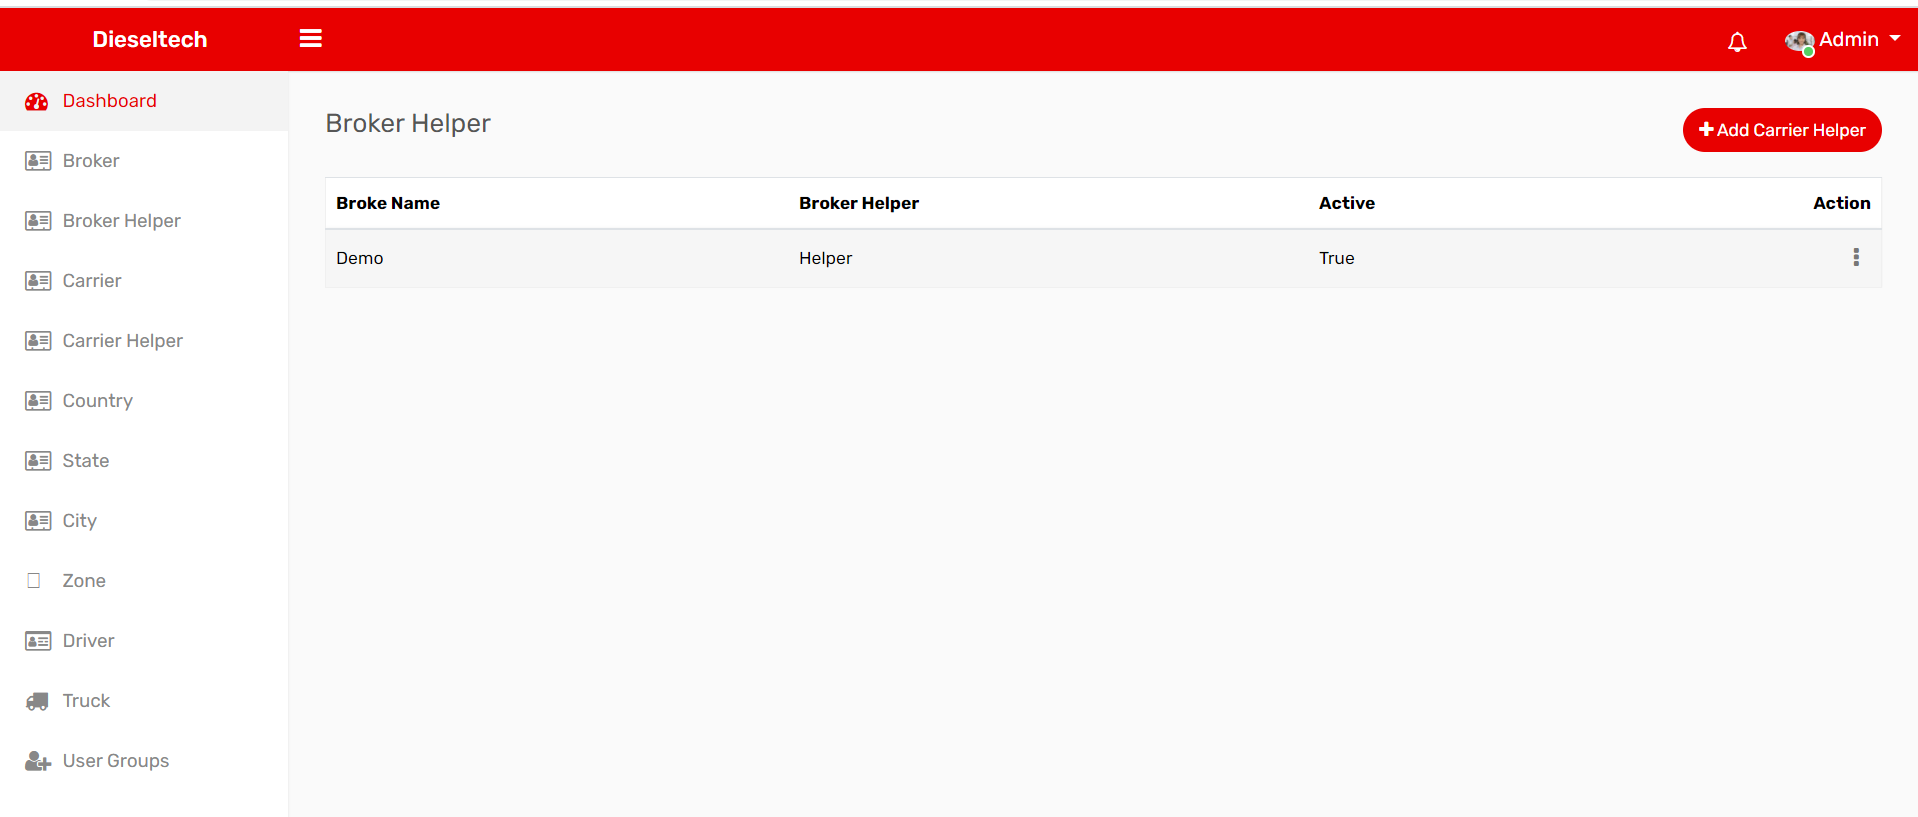 Dieseltech
Admin
Dashboard
Broker
Broker Helper
Carrier
Carrier Helper
Country
State
City
Zone
Driver
Truck
User Groups
Broker Helper
Add Carrier Helper
Broke Name Broker Helper Active Action
Demo Helper True